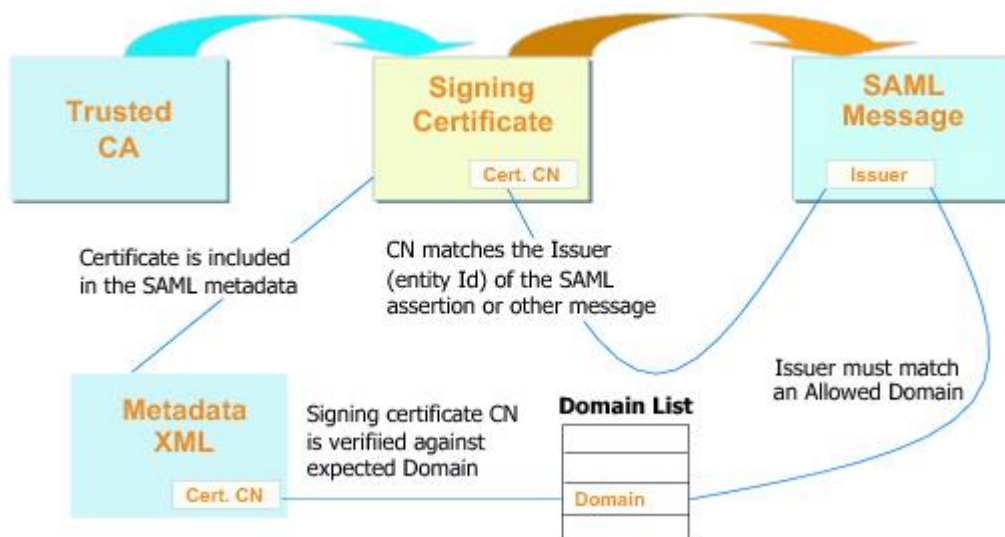 Trusted
CA
Signing
Certificate
Cert. CN
SAML
Message
Issuer
Certificate is included
in the SAML metadata
CN matches the Issuer
(entity Id) of the SAML
assertion or other message
Issuer must match
an Allowed Domain
Metadata
XML
Cert. CN
Signing certificate CN
is verifiied against
expected Domain
Domain List
Domain